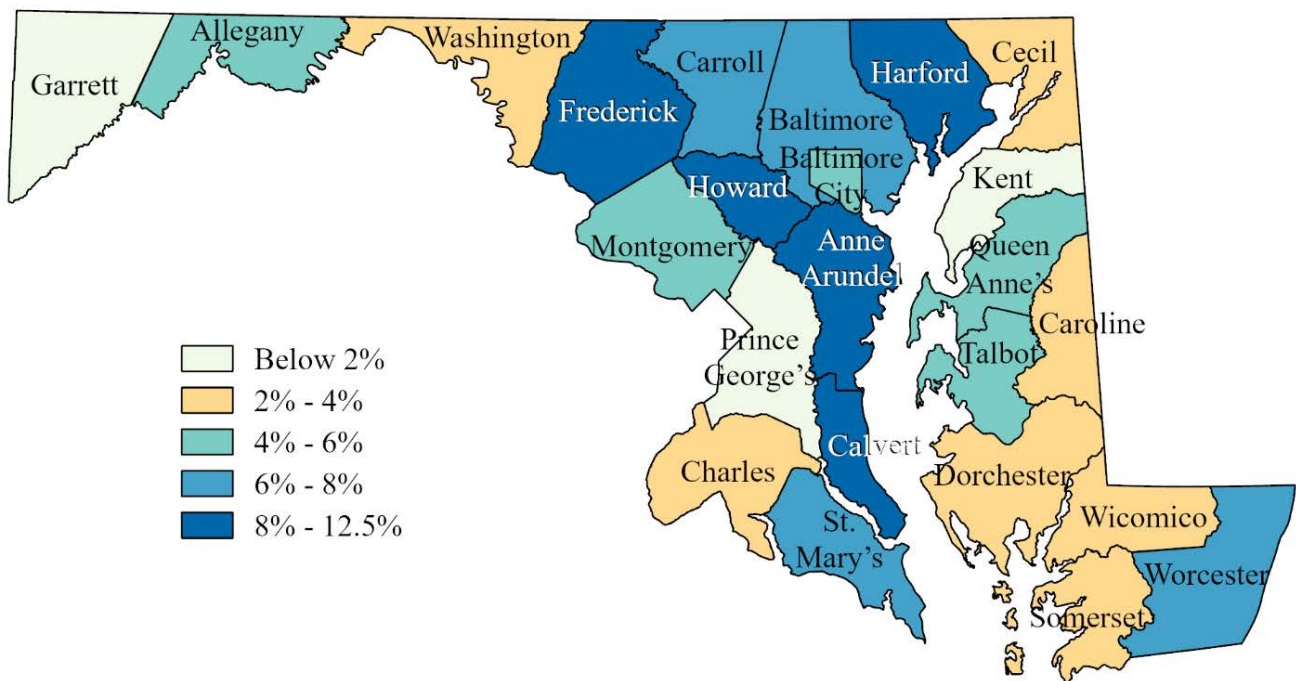 Allegany
Washington
Garrett
Carroll
Harford
Cecil
Frederick
Baltimore
Baltimore
City
Howard
Kent
Montgomery
Anne
Arundel
Queen
Anne's
Caroline
Talbot
Prince
George's
Below 2%
2% - 4%
4% - 6%
6% - 8%
8% - 12.5%
Calvert
Charles
Dorchester
St.
Mary's
Wicomico
Worcester
Somerset